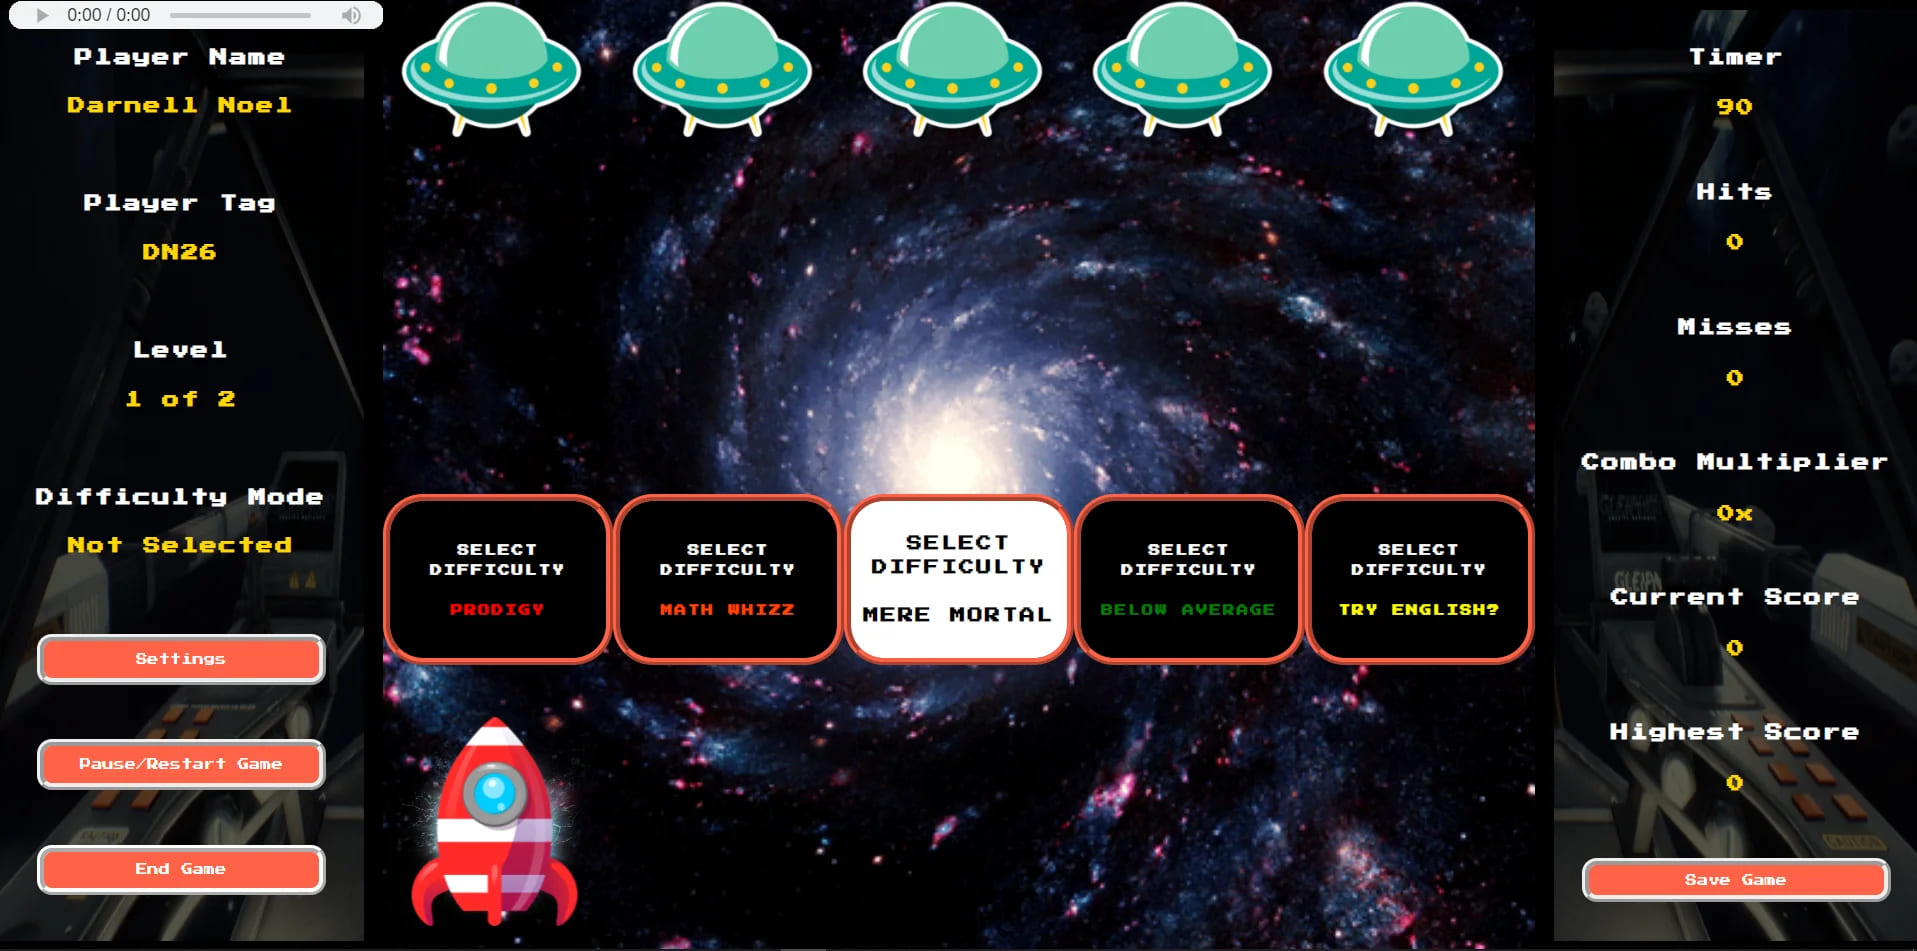 0:00 / 0:00
Player Name
Darnell Noel
Player Tag
DN26
Level
1 of 2
Difficulty Mode
Not Selected
Settings
Pause/Restart Game
End Game
SELECT
DIFFICULTY
PRODIGY
SELECT
DIFFICULTY
MATH WHIZZ
SELECT
DIFFICULTY
MERE MORTAL
SELECT
DIFFICULTY
BELOW AVERAGE
SELECT
DIFFICULTY
TRY ENGLISH?
Timer
90
Hits
0
Misses
0
Combo Multiplier
0x
Current Score
0
Highest Score
0
Save Game